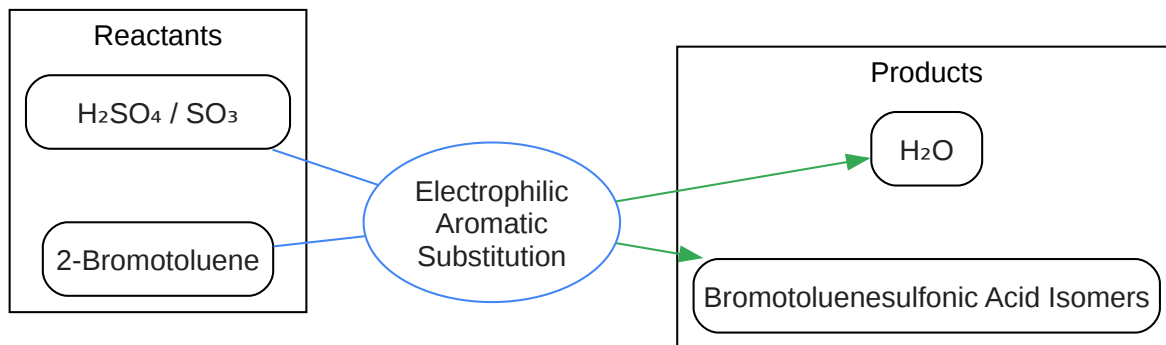 Reactants
H₂SO₄ / SO₃
2-Bromotoluene
Electrophilic
Aromatic
Substitution
Products
H₂O
Bromotoluenesulfonic Acid Isomers